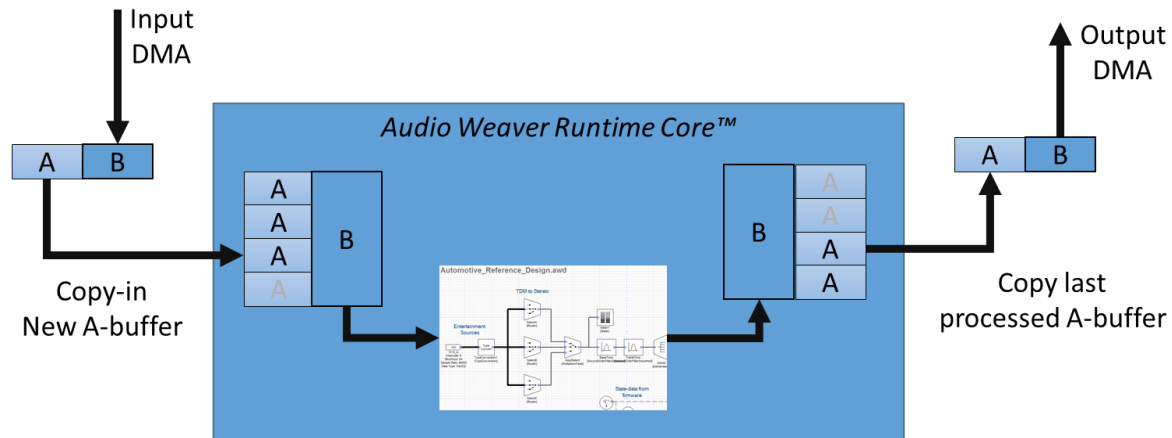 Input
DMA
Output
DMA
Audio Weaver Runtime Core™
A
B
A
B
A
A
A
A
B
B
A
A
A
A
Copy-in
New A-buffer
Copy last
processed A-buffer
Automotive_Reference_Design.awd
TDM to Stereo
Entertainment
Sources
State-data from
firmware